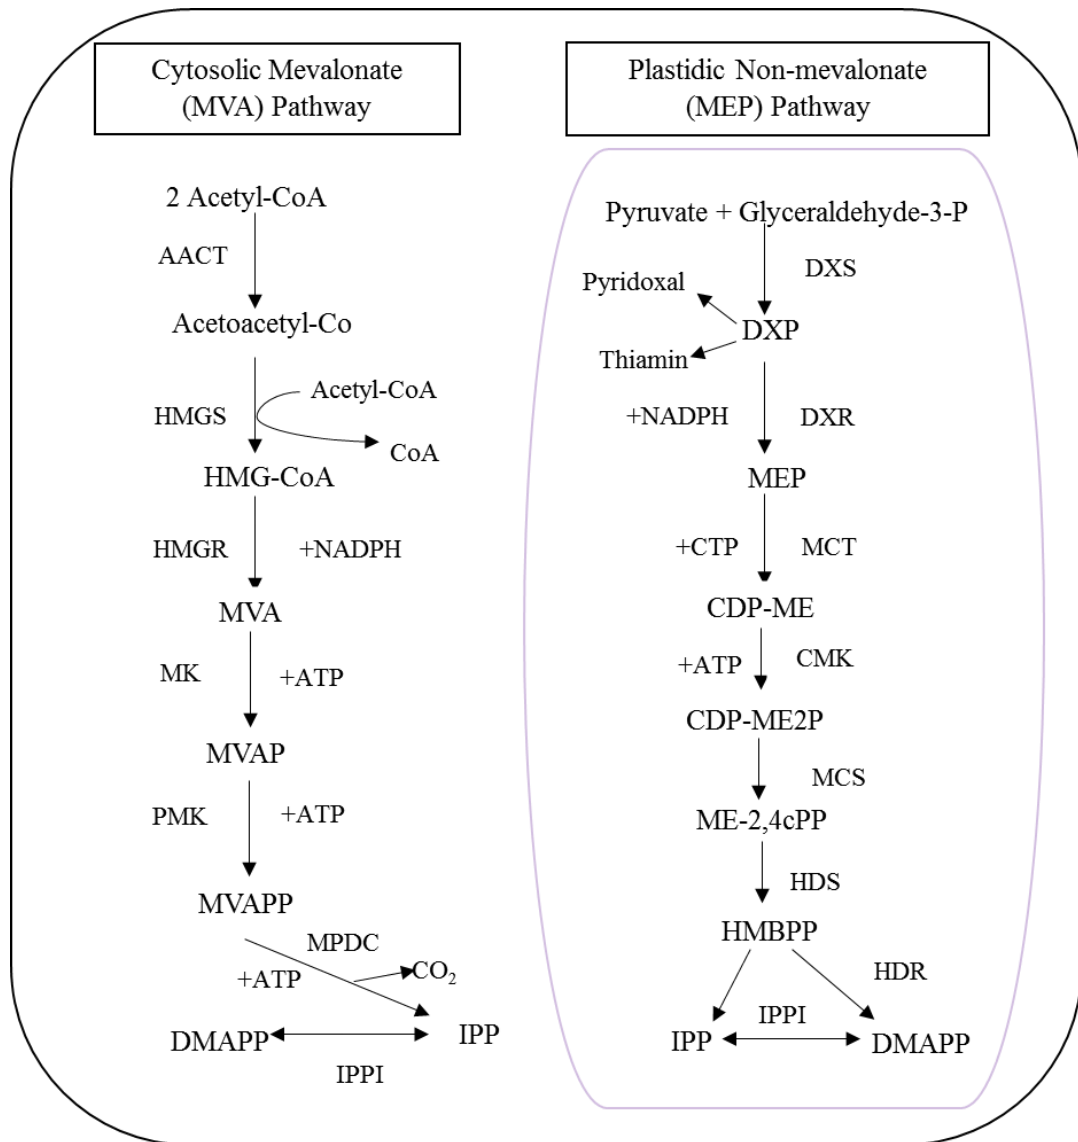 Cytosolic Mevalonate
(MVA) Pathway
2 Acetyl-CoA
AACT
Acetoacetyl-Co
Acetyl-CoA
HMGS
CoA
HMG-CoA
HMGR +NADPH
MVA
MK +ATP
MVAP
PMK +ATP
MVAPP
MPDC
+ATP CO₂
DMAPP IPP
IPPI
Plastidic Non-mevalonate
(MEP) Pathway
Pyruvate + Glyceraldehyde-3-P
DXS
Pyridoxal
DXP
Thiamin
+NADPH DXR
MEP
+CTP MCT
CDP-ME
+ATP CMK
CDP-ME2P
MCS
ME-2,4cPP
HDS
HMBPP
HDR
IPPI
IPP DMAPP